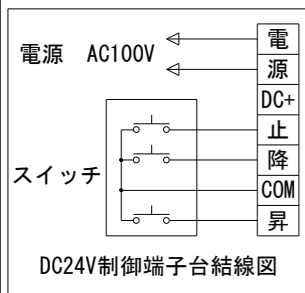 電源 AC100V
電
源
DC+
止
降
COM
昇
スイッチ
DC24V制御端子台結線図